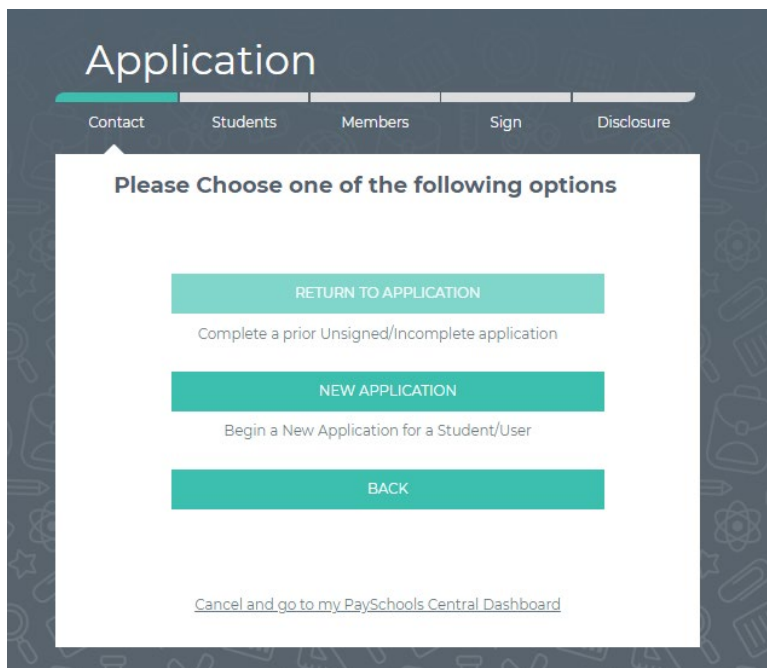 Application
Contact Students Members Sign Disclosure
Please Choose one of the following options
RETURN TO APPLICATION
Complete a prior Unsigned/Incomplete application
NEW APPLICATION
Begin a New Application for a Student/User
BACK
Cancel and go to my PaySchools Central Dashboard